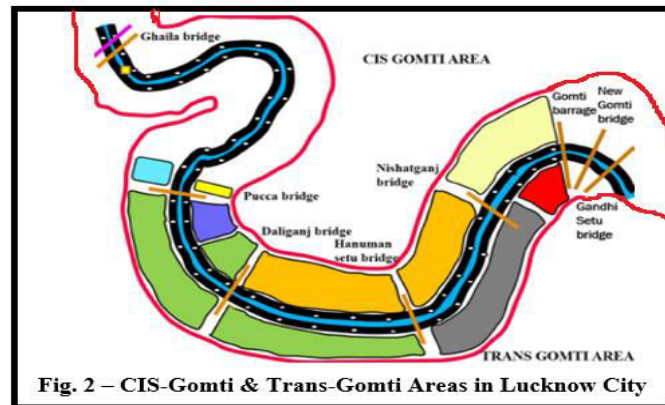 Ghaila bridge
CIS GOMTI AREA
Gomti
barrage
New
Gomti
bridge
Nishatganj
bridge
Pucca bridge
Gandhi
Setu
bridge
Daliganj bridge
Hanuman
setu bridge
TRANS GOMTI AREA
Fig. 2 – CIS-Gomti & Trans-Gomti Areas in Lucknow City